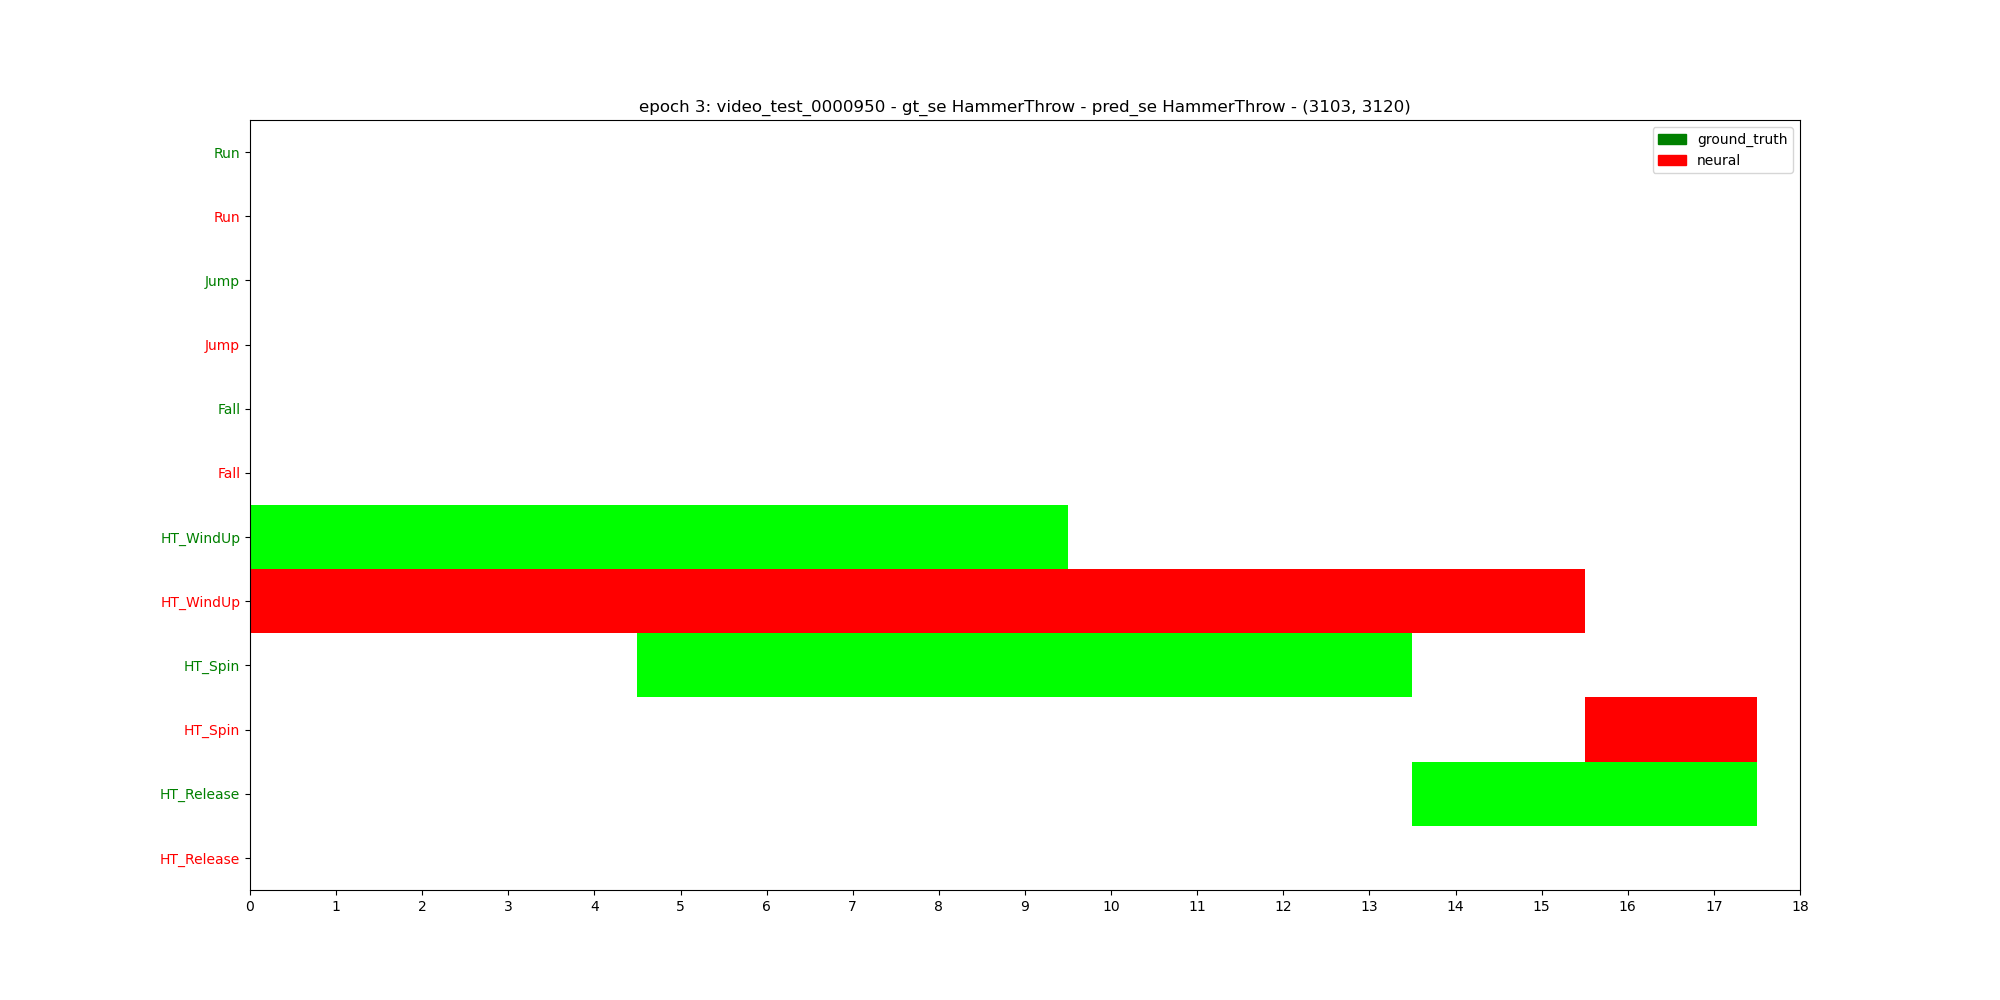 epoch 3: video_test_0000950 - gt_se HammerThrow - pred_se HammerThrow - (3103, 3120)
ground_truth
neural
Run
Run
Jump
Jump
Fall
Fall
HT_WindUp
HT_WindUp
HT_Spin
HT_Spin
HT_Release
HT_Release
0 1 2 3 4 5 6 7 8 9 10 11 12 13 14 15 16 17 18